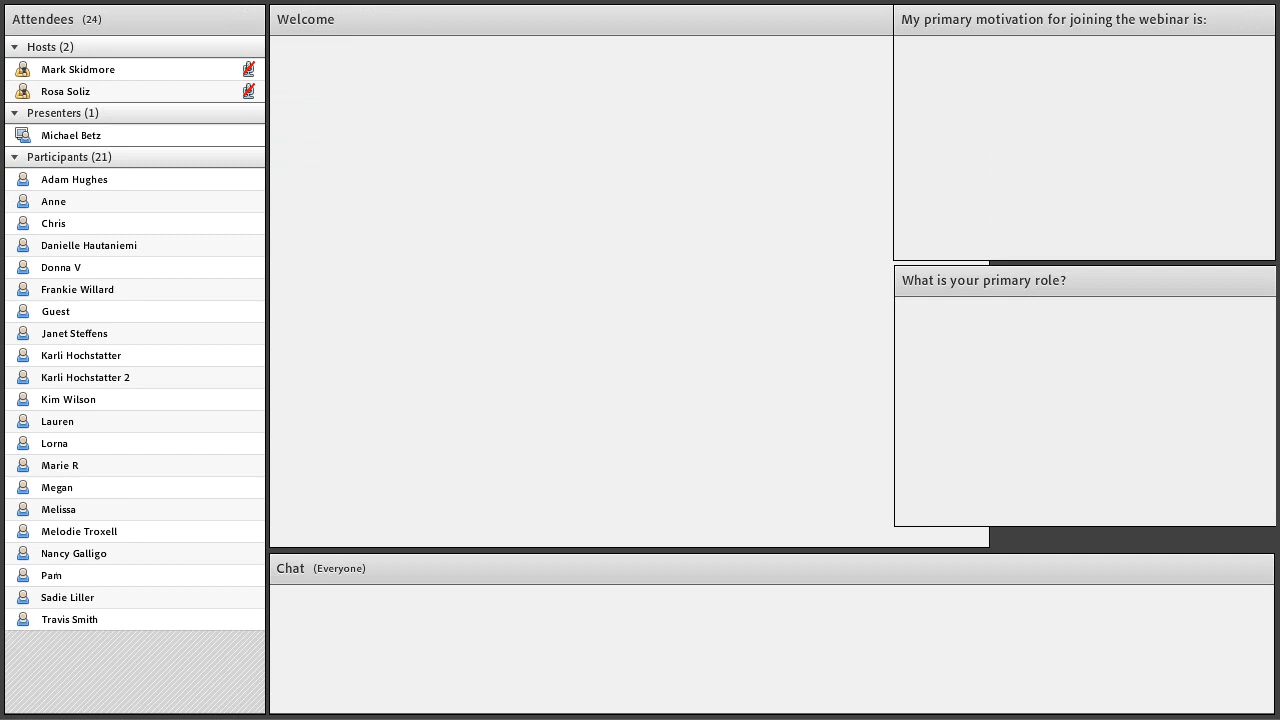 Attendees (24)
Hosts (2)
Mark Skidmore
Rosa Soliz
Presenters (1)
Michael Betz
Participants (21)
Adam Hughes
Anne
Chris
Danielle Hautaniemi
Donna V
Frankie Willard
Guest
Janet Steffens
Karli Hochstatter
Karli Hochstatter 2
Kim Wilson
Lauren
Lorna
Marie R
Megan
Melissa
Melodie Troxell
Nancy Galligo
Pam
Sadie Liller
Travis Smith
Welcome
My primary motivation for joining the webinar is:
What is your primary role?
Chat (Everyone)